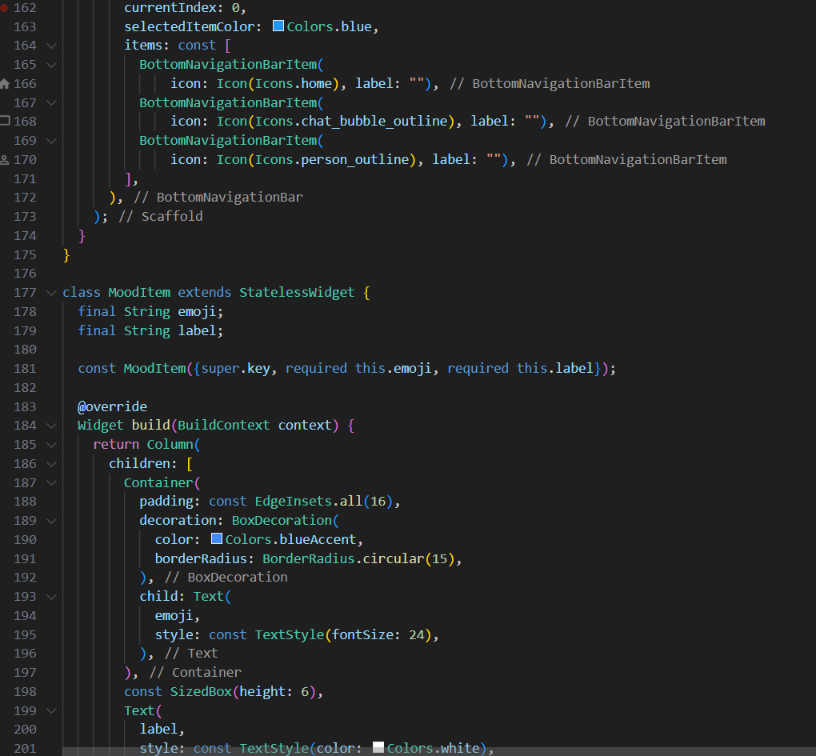 162 currentIndex: 0,
163 selectedItemColor: Colors.blue,
164 items: const [
165 BottomNavigationBarItem(
166 icon: Icon(Icons.home), label: ""), // BottomNavigationBarItem
167 BottomNavigationBarItem(
168 icon: Icon(Icons.chat_bubble_outline), label: ""), // BottomNavigationBarItem
169 BottomNavigationBarItem(
170 icon: Icon(Icons.person_outline), label: ""), // BottomNavigationBarItem
171 ],
172 ), // BottomNavigationBar
173 ); // Scaffold
174 }
175 }
176
177 class MoodItem extends StatelessWidget {
178 final String emoji;
179 final String label;
180
181 const MoodItem({super.key, required this.emoji, required this.label});
182
183 @override
184 Widget build(BuildContext context) {
185 return Column(
186 children: [
187 Container(
188 padding: const EdgeInsets.all(16),
189 decoration: BoxDecoration(
190 color: Colors.blueAccent,
191 borderRadius: BorderRadius.circular(15),
192 ), // BoxDecoration
193 child: Text(
194 emoji,
195 style: const TextStyle(fontSize: 24),
196 ), // Text
197 ), // Container
198 const SizedBox(height: 6),
199 Text(
200 label,
201 style: const TextStyle(color: Colors.white),